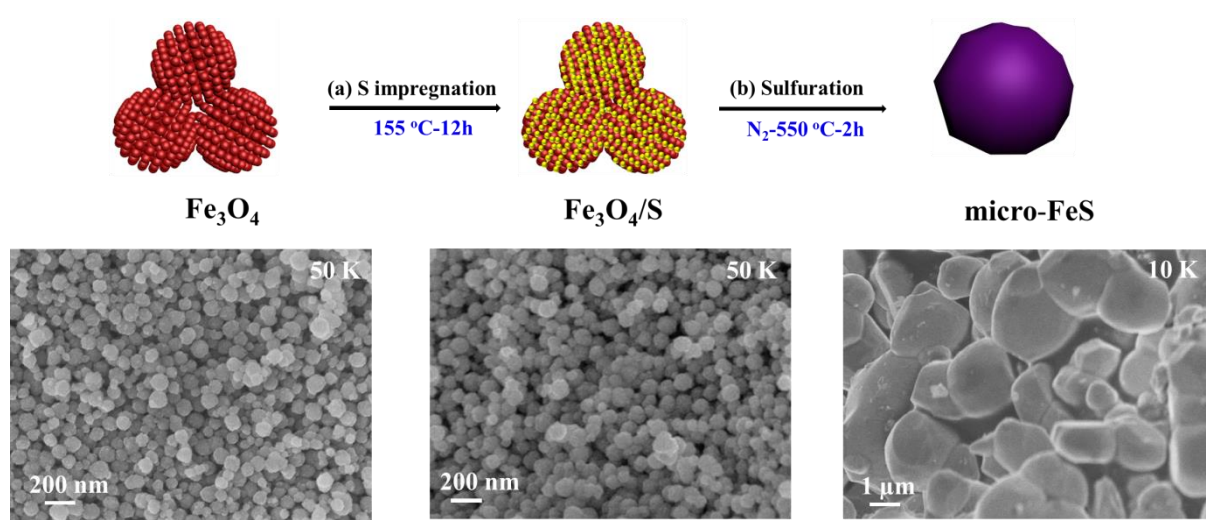 (a) S impregnation
155 °C-12h
(b) Sulfuration
N₂-550 °C-2h
Fe₃O₄
Fe₃O₄/S
micro-FeS
50 K
50 K
10 K
200 nm
200 nm
1 µm